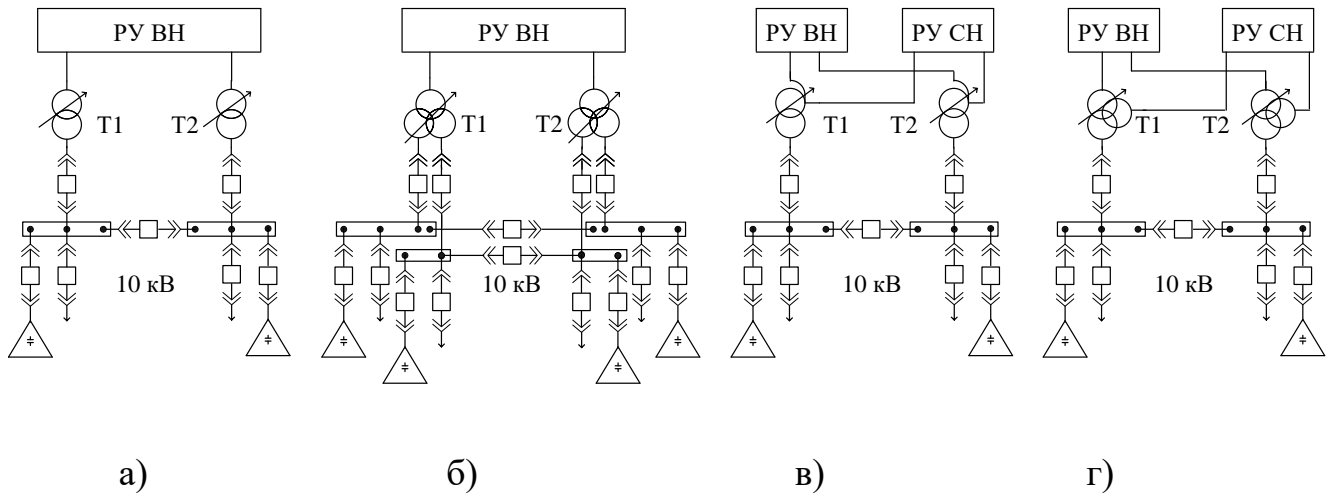 РУ ВН РУ ВН РУ ВН РУ СН РУ ВН РУ СН
Т1 Т2 Т1 Т2 Т1 Т2 Т1 Т2
10 кВ 10 кВ 10 кВ 10 кВ
а) б) в) г)